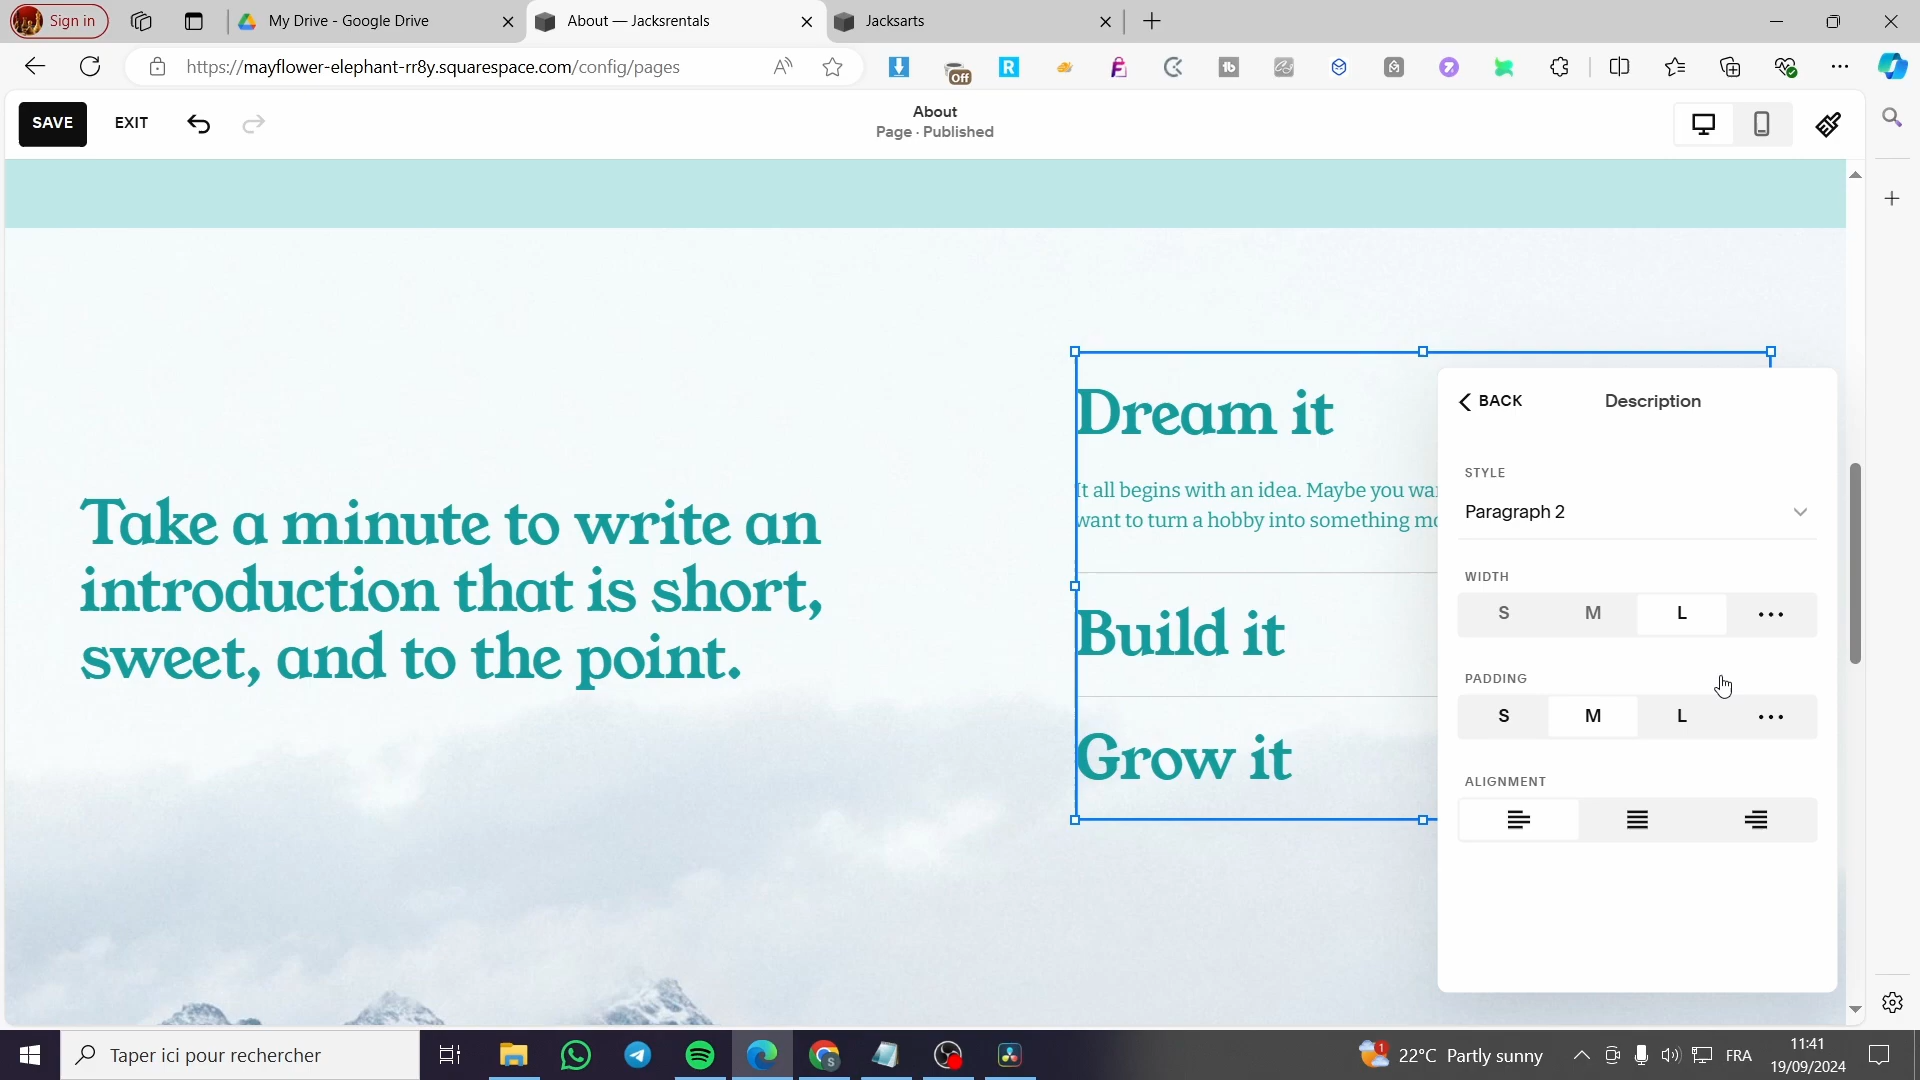 Sign in
My Drive - Google Drive
About — Jacksrentals
Jacksarts
https://mayflower-elephant-rr8y.squarespace.com/config/pages
Off
SAVE
EXIT
About
Page · Published
Take a minute to write an
introduction that is short,
sweet, and to the point.
Dream it
It all begins with an idea. Maybe you wa
want to turn a hobby into something mo
Build it
Grow it
BACK
Description
STYLE
Paragraph 2
WIDTH
S M L ...
PADDING
S M L ...
ALIGNMENT
Taper ici pour rechercher
22°C Partly sunny
FRA
11:41
19/09/2024